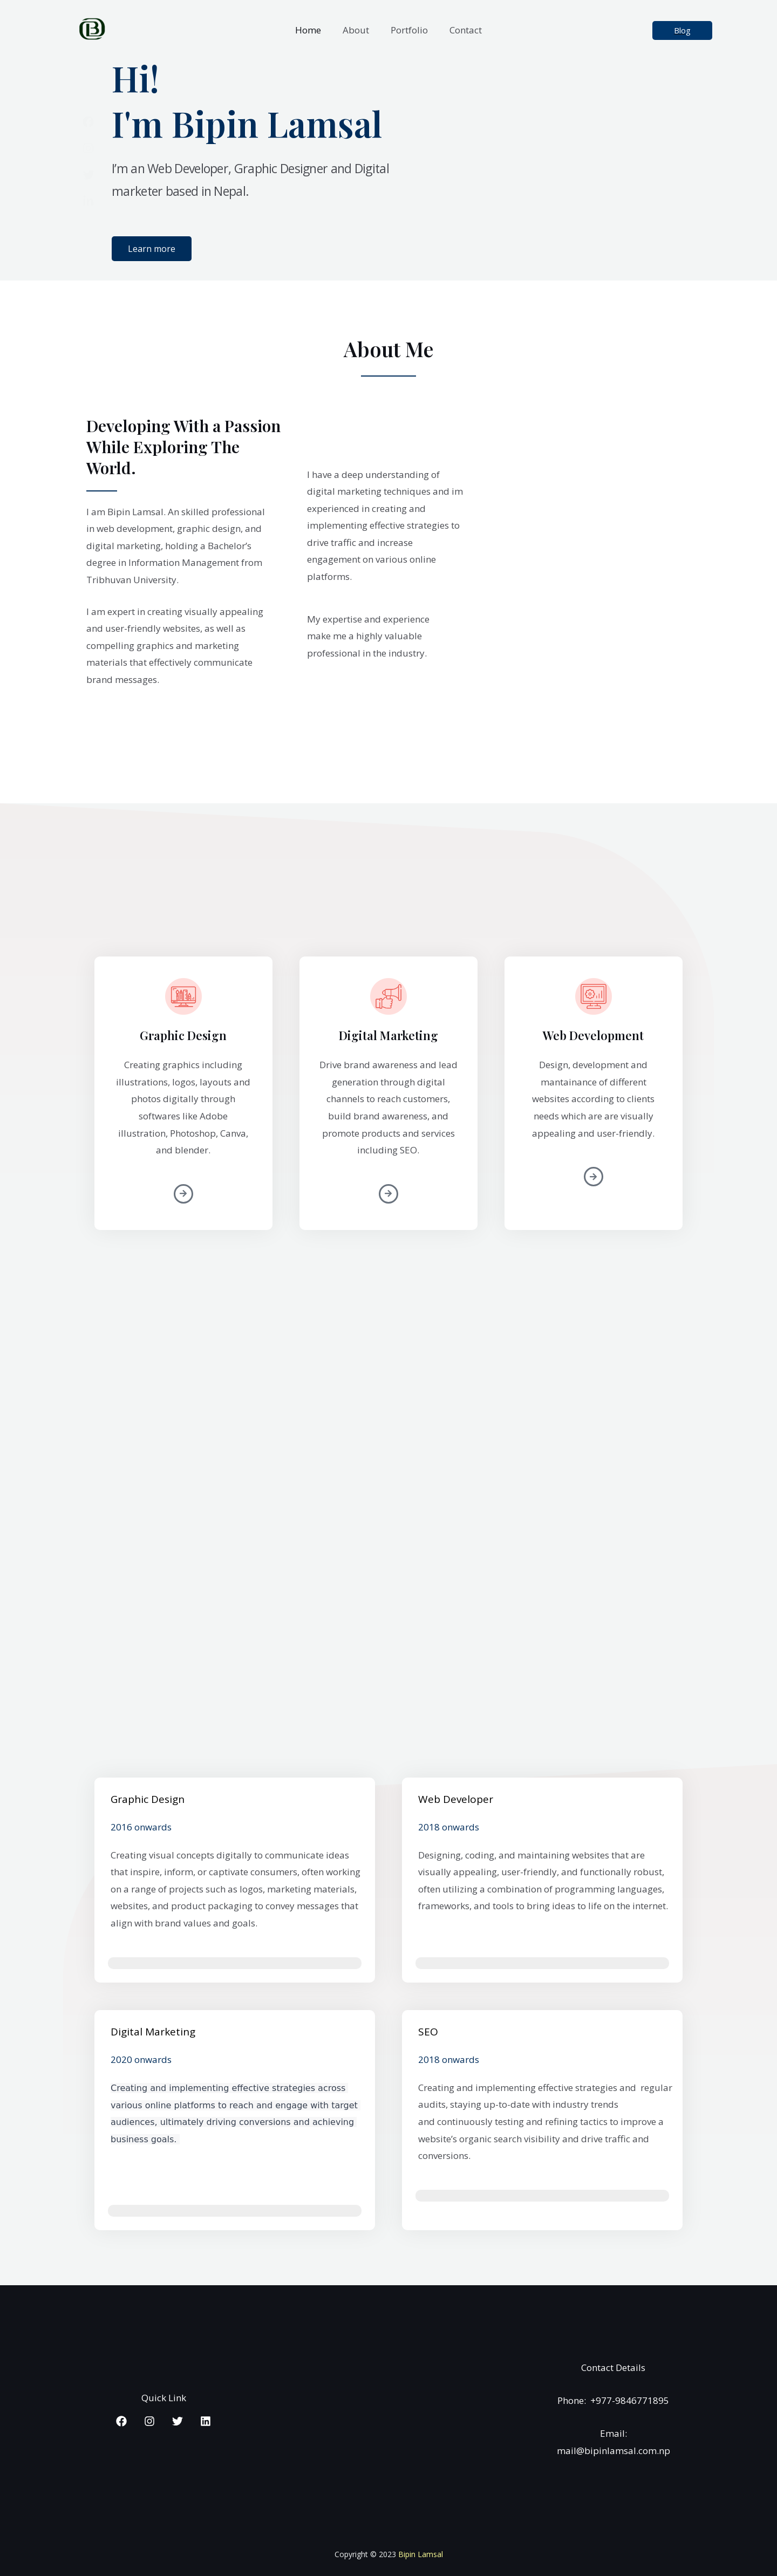 Home About Portfolio Contact Blog
Hi!
I'm Bipin Lamsal
I’m an Web Developer, Graphic Designer and Digital
marketer based in Nepal.
Learn more
About Me
Developing With a Passion
While Exploring The
World.
I am Bipin Lamsal. An skilled professional
in web development, graphic design, and
digital marketing, holding a Bachelor’s
degree in Information Management from
Tribhuvan University.
I am expert in creating visually appealing
and user-friendly websites, as well as
compelling graphics and marketing
materials that effectively communicate
brand messages.
I have a deep understanding of
digital marketing techniques and im
experienced in creating and
implementing effective strategies to
drive traffic and increase
engagement on various online
platforms.
My expertise and experience
make me a highly valuable
professional in the industry.
Graphic Design
Creating graphics including
illustrations, logos, layouts and
photos digitally through
softwares like Adobe
illustration, Photoshop, Canva,
and blender.
Digital Marketing
Drive brand awareness and lead
generation through digital
channels to reach customers,
build brand awareness, and
promote products and services
including SEO.
Web Development
Design, development and
mantainance of different
websites according to clients
needs which are are visually
appealing and user-friendly.
Graphic Design
2016 onwards
Creating visual concepts digitally to communicate ideas
that inspire, inform, or captivate consumers, often working
on a range of projects such as logos, marketing materials,
websites, and product packaging to convey messages that
align with brand values and goals.
Web Developer
2018 onwards
Designing, coding, and maintaining websites that are
visually appealing, user-friendly, and functionally robust,
often utilizing a combination of programming languages,
frameworks, and tools to bring ideas to life on the internet.
Digital Marketing
2020 onwards
Creating and implementing effective strategies across
various online platforms to reach and engage with target
audiences, ultimately driving conversions and achieving
business goals.
SEO
2018 onwards
Creating and implementing effective strategies and  regular
audits, staying up-to-date with industry trends
and continuously testing and refining tactics to improve a
website’s organic search visibility and drive traffic and
conversions.
Quick Link
Contact Details
Phone:  +977-9846771895
Email:
mail@bipinlamsal.com.np
Copyright © 2023 Bipin Lamsal